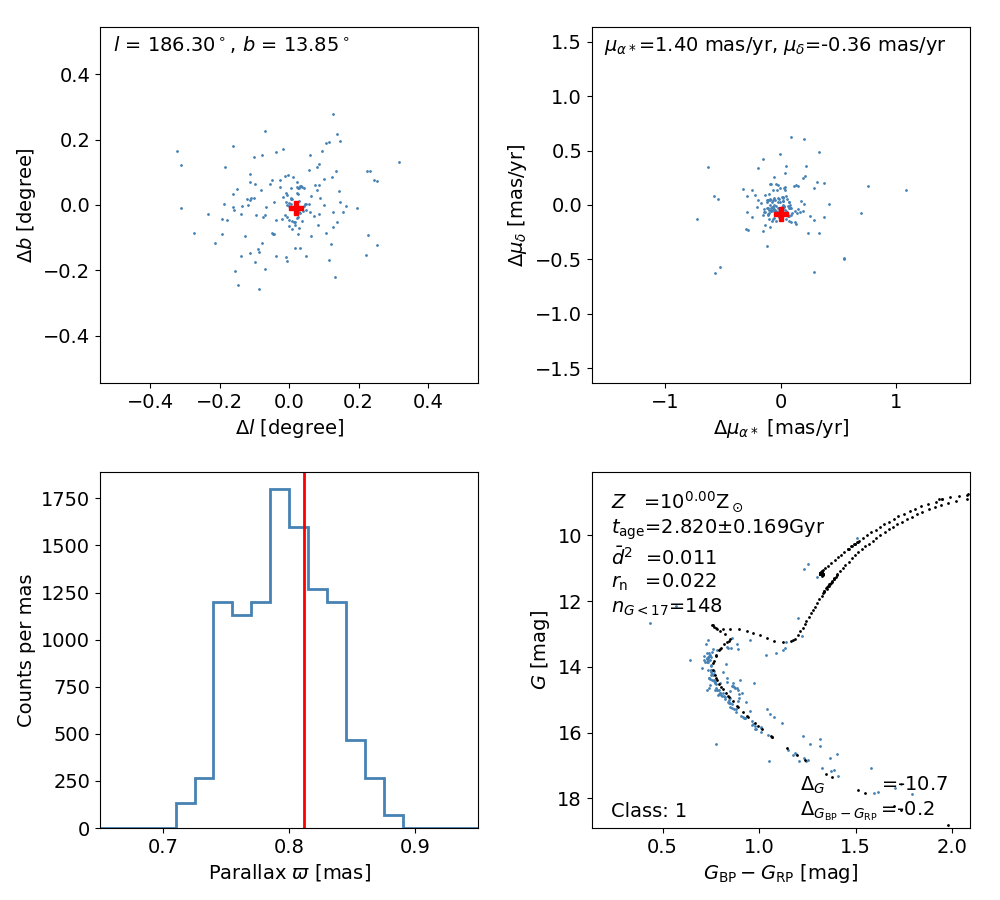 l = 186.30°, b = 13.85°
0.4
0.2
0.0
−0.2
−0.4
Δb [degree]
−0.4 −0.2 0.0 0.2 0.4
Δl [degree]
μα*=1.40 mas/yr, μδ=-0.36 mas/yr
1.5
1.0
0.5
0.0
−0.5
−1.0
−1.5
Δμδ [mas/yr]
−1 0 1
Δμα* [mas/yr]
1750
1500
1250
1000
750
500
250
0
Counts per mas
0.7 0.8 0.9
Parallax ϖ [mas]
Z =10^0.00 Z⊙
t_age=2.820±0.169Gyr
d̄² =0.011
r_n =0.022
n_G<17=148
Δ_G =-10.7
Δ_GBP−GRP =-0.2
Class: 1
10
12
14
16
18
G [mag]
0.5 1.0 1.5 2.0
G_BP − G_RP [mag]